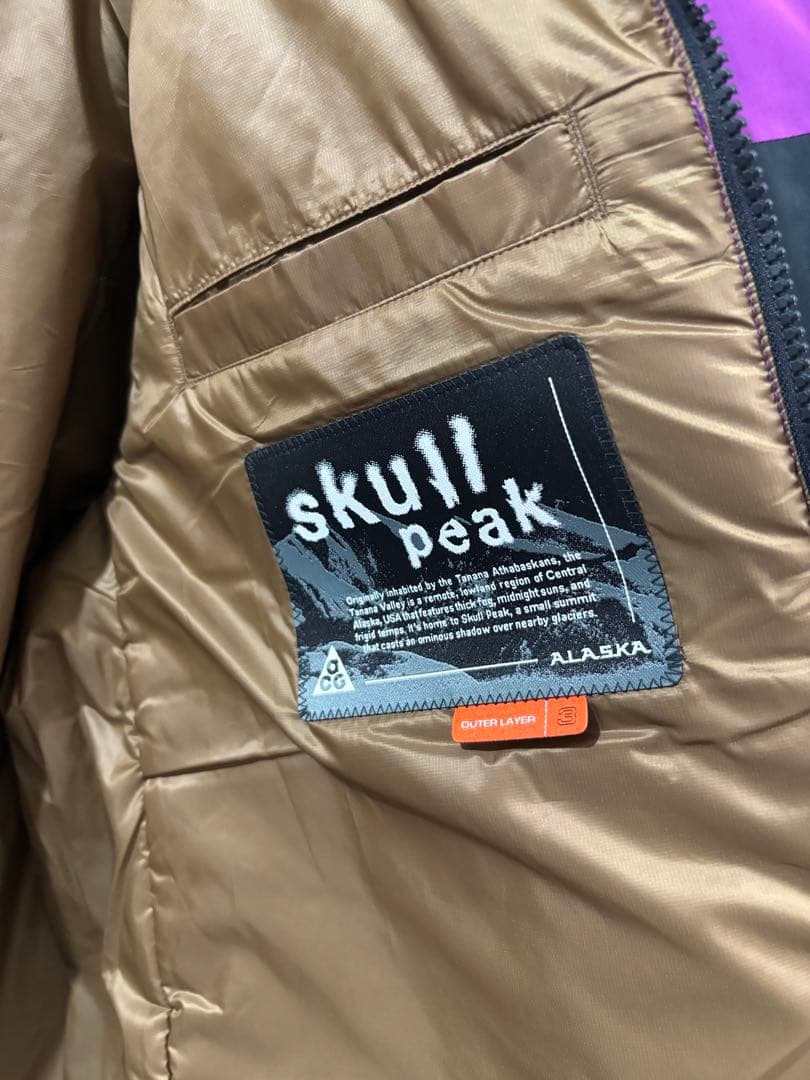 skull
peak
Originally inhabited by the Tanana Athabaskans, the
Tanana Valley is a remote, lowland region of Central
Alaska, USA that features thick fog, midnight suns, and
frigid temps. It's home to Skull Peak, a small summit
that casts an ominous shadow over nearby glaciers.
ACG
ALASKA
OUTER LAYER 3